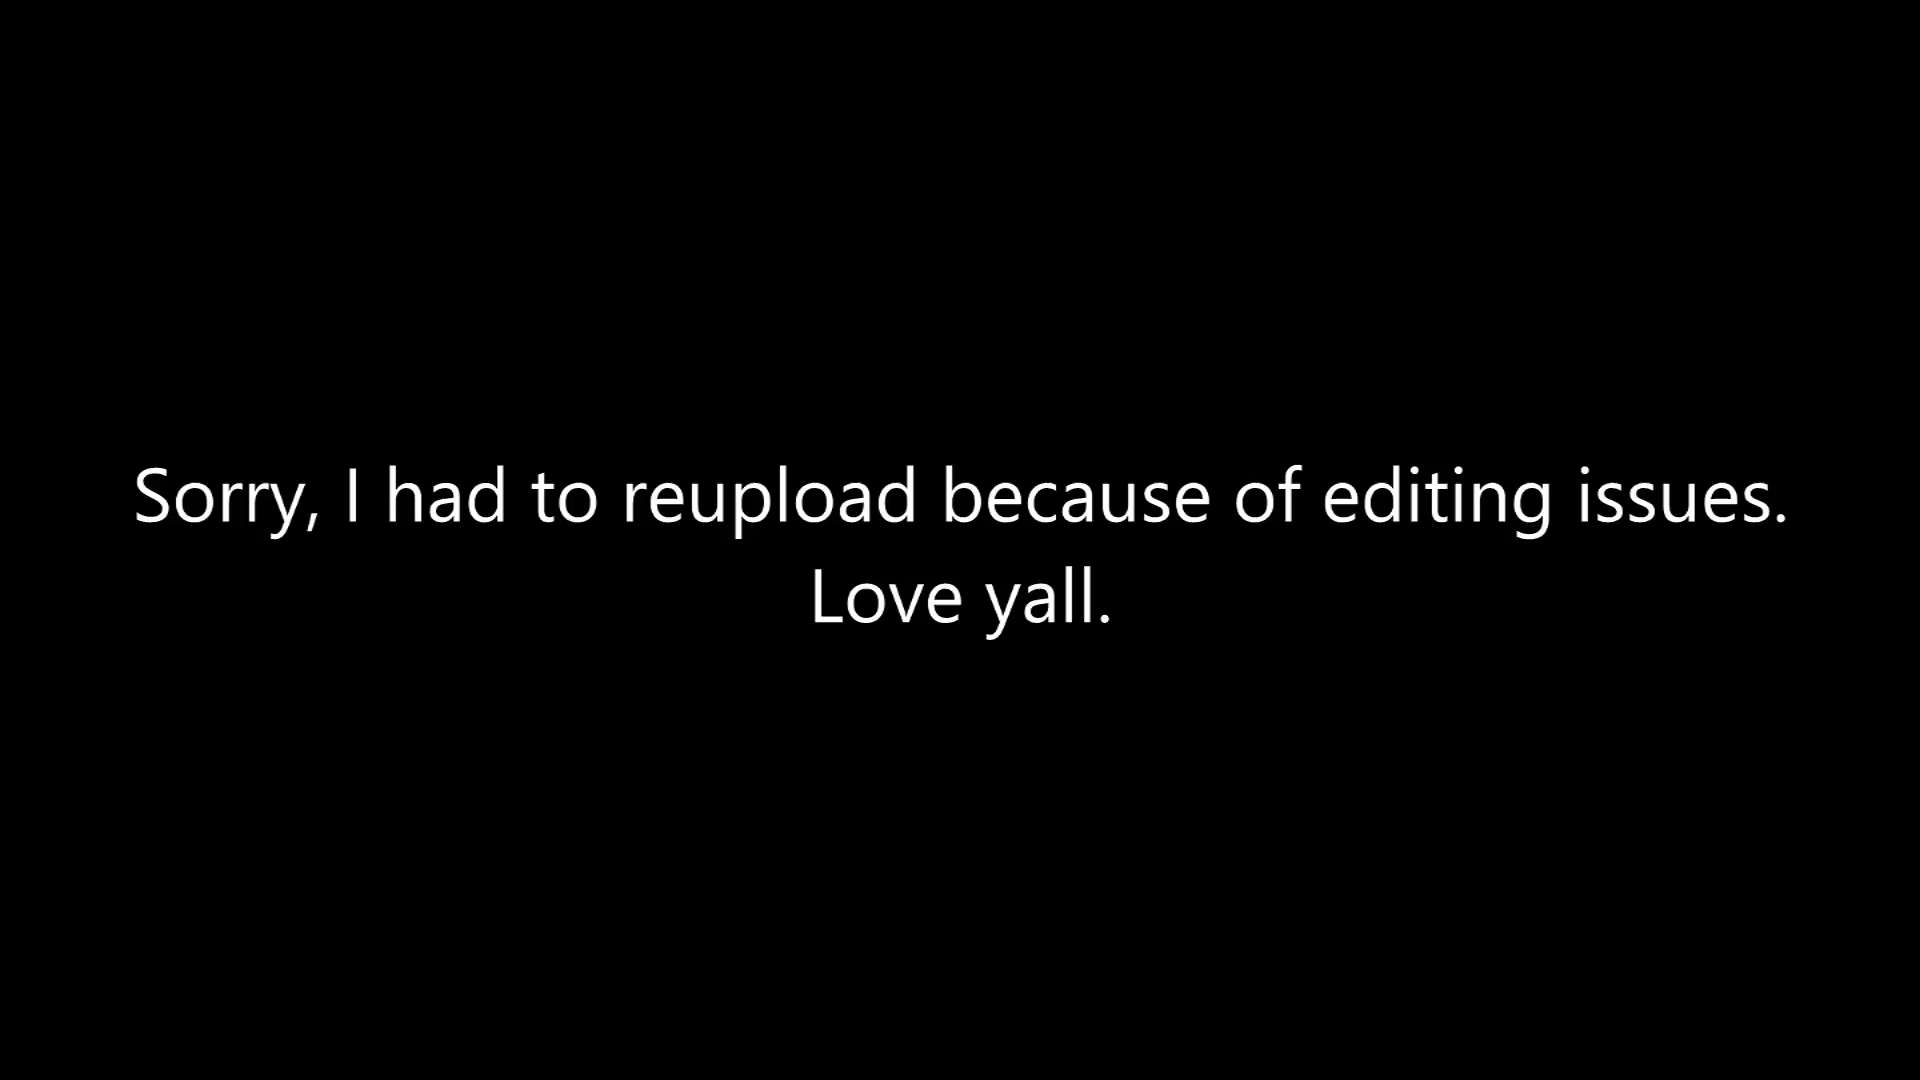 Sorry, I had to reupload because of editing issues.
Love yall.